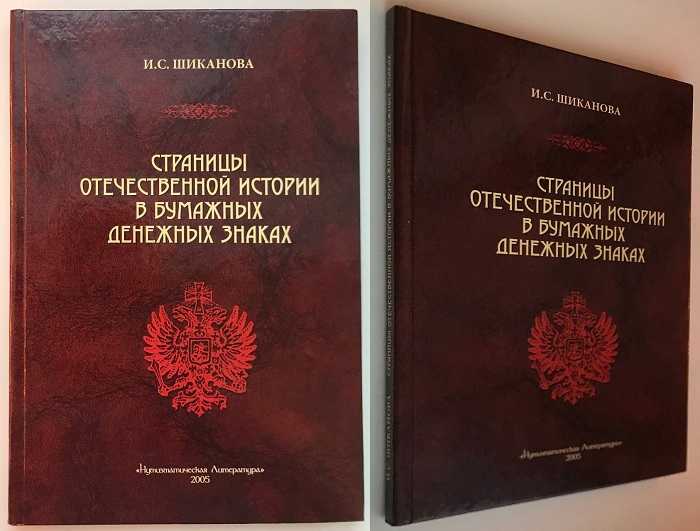 И.С. ШИКАНОВА
СТРАНИЦЫ
ОТЕЧЕСТВЕННОЙ ИСТОРИИ
В БУМАЖНЫХ
ДЕНЕЖНЫХ ЗНАКАХ
«Нумизматическая Литература»
2005
И.С. ШИКАНОВА СТРАНИЦЫ ОТЕЧЕСТВЕННОЙ ИСТОРИИ В БУМАЖНЫХ ДЕНЕЖНЫХ ЗНАКАХ
И.С. ШИКАНОВА
СТРАНИЦЫ
ОТЕЧЕСТВЕННОЙ ИСТОРИИ
В БУМАЖНЫХ
ДЕНЕЖНЫХ ЗНАКАХ
«Нумизматическая Литература»
2005